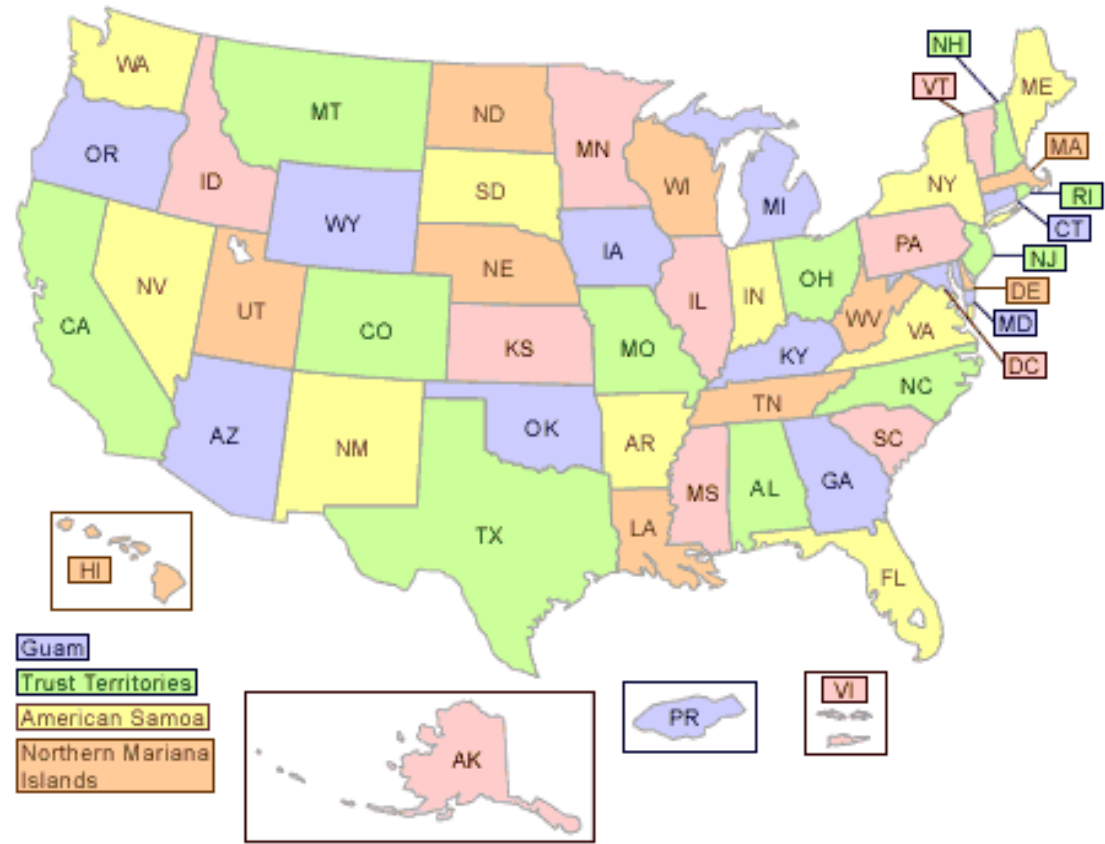 NH
WA
VT
ME
MT
ND
MN
MA
OR
ID
SD
WI
NY
RI
WY
MI
CT
IA
PA
NJ
NE
OH
NV
UT
IL
IN
DE
CA
CO
WV
MD
KS
MO
KY
VA
DC
NC
TN
AZ
NM
OK
AR
SC
MS
AL
GA
TX
LA
HI
FL
Guam
Trust Territories
American Samoa
Northern Mariana
Islands
AK
PR
VI